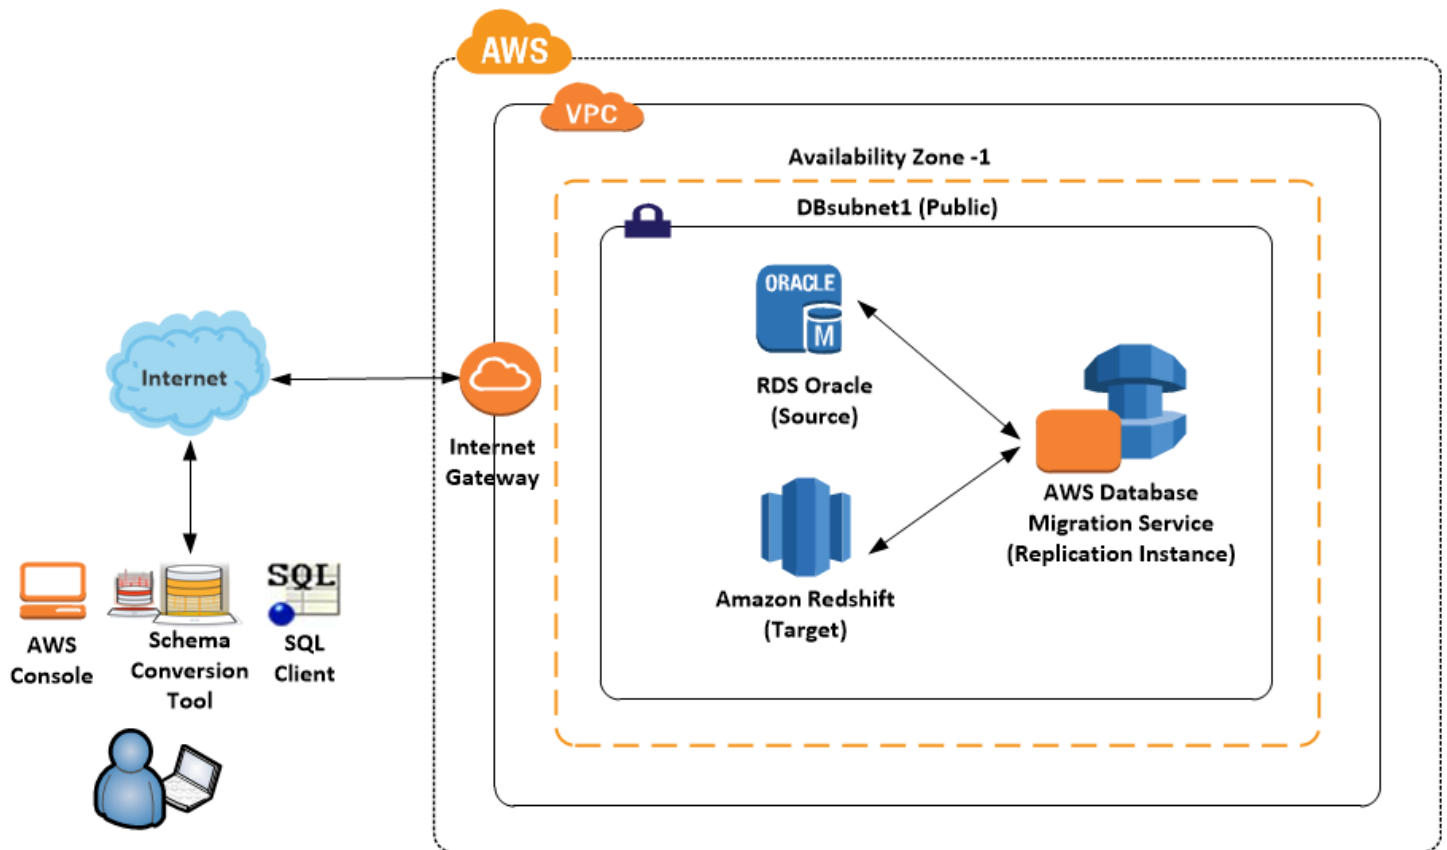 AWS
VPC
Availability Zone -1
DBsubnet1 (Public)
ORACLE
M
RDS Oracle
(Source)
Internet
Internet
Gateway
AWS Database
Migration Service
(Replication Instance)
Amazon Redshift
(Target)
SQL
AWS
Console
Schema
Conversion
Tool
SQL
Client